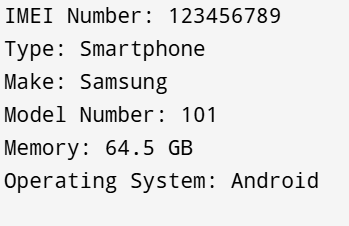 IMEI Number: 123456789
Type: Smartphone
Make: Samsung
Model Number: 101
Memory: 64.5 GB
Operating System: Android